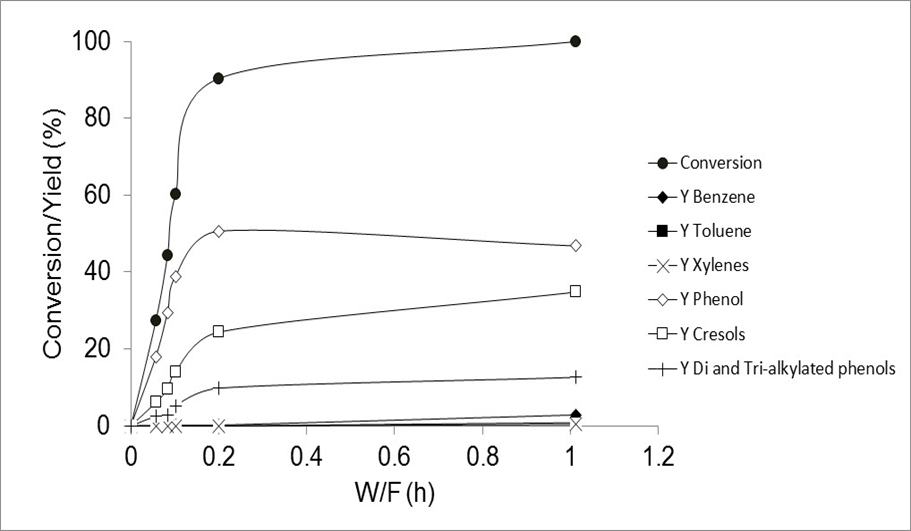 100
80
60
40
20
0
Conversion/Yield (%)
0
0.2
0.4
0.6
0.8
1
1.2
W/F (h)
Conversion
Y Benzene
Y Toluene
Y Xylenes
Y Phenol
Y Cresols
Y Di and Tri-alkylated phenols